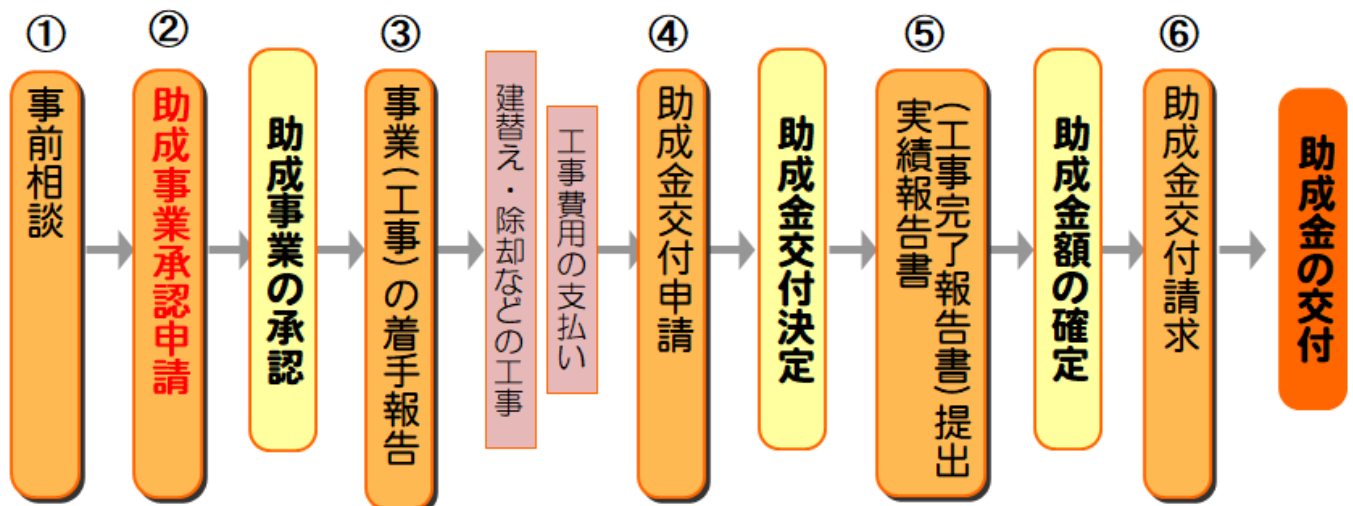 ①
事前相談
②
助成事業承認申請
助成事業の承認
③
事業(工事)の着手報告
建替え・除却などの工事
工事費用の支払い
④
助成金交付申請
助成金交付決定
⑤
(工事完了報告書)提出
実績報告書
助成金額の確定
⑥
助成金交付請求
助成金の交付